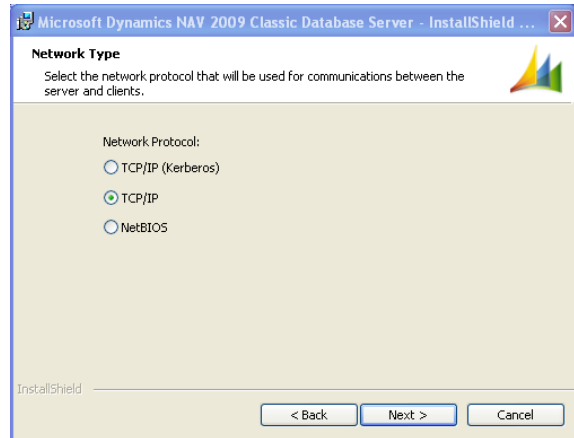 Microsoft Dynamics NAV 2009 Classic Database Server - InstallShield ...
Network Type
Select the network protocol that will be used for communications between the
server and clients.
Network Protocol:
TCP/IP (Kerberos)
TCP/IP
NetBIOS
InstallShield
< Back
Next >
Cancel